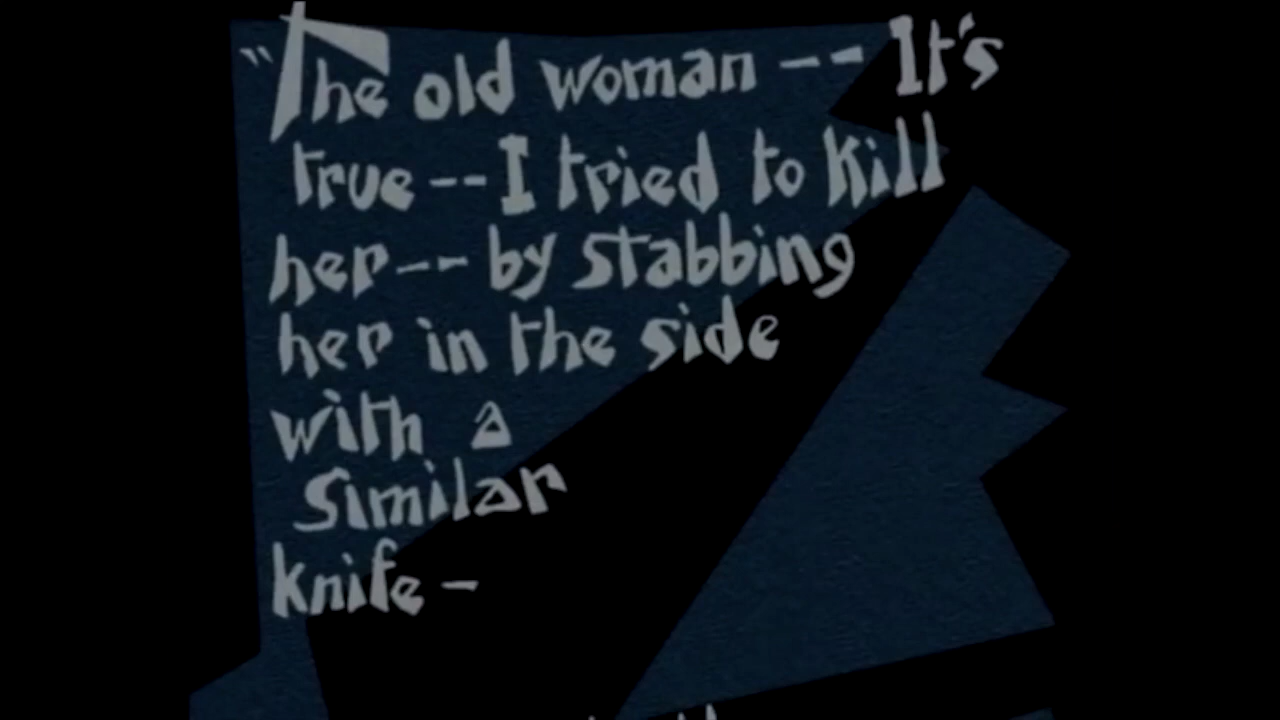 "The old woman -- It's
true -- I tried to kill
her -- by stabbing
her in the side
with a
similar
knife -